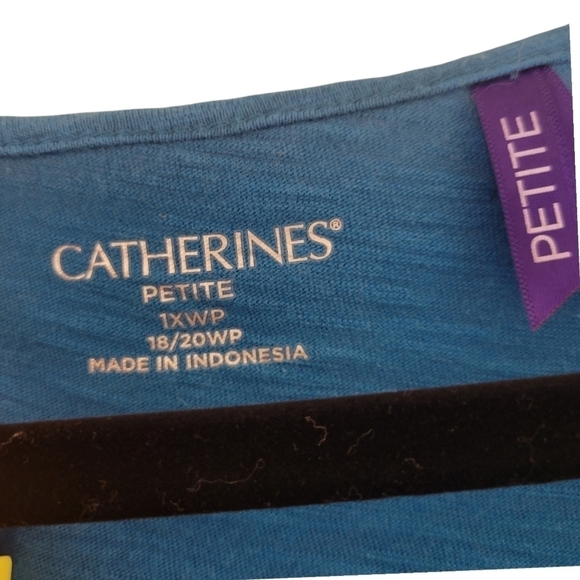 CATHERINES®
PETITE
1XWP
18/20WP
MADE IN INDONESIA
PETITE